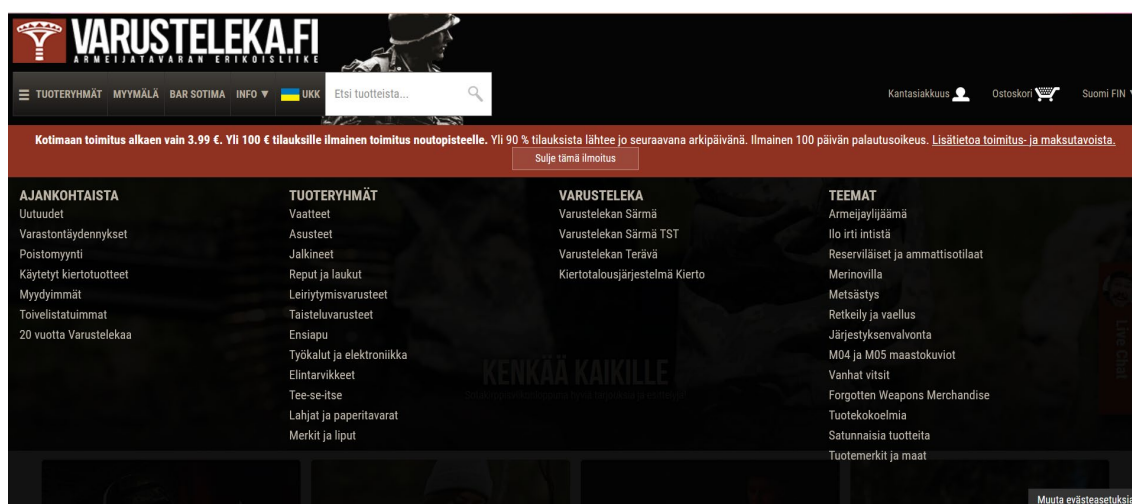 VARUSTELEKA.FI
ARMEIJATAVARAN ERIKOISLIIKE
TUOTERYHMÄT MYYMÄLÄ BAR SOTIMA INFO ▼ UKK Etsi tuotteista... Kantasiakkuus Ostoskori Suomi FIN
Kotimaan toimitus alkaen vain 3.99 €. Yli 100 € tilauksille ilmainen toimitus noutopisteelle. Yli 90 % tilauksista lähtee jo seuraavana arkipäivänä. Ilmainen 100 päivän palautusoikeus. Lisätietoa toimitus- ja maksutavoista.
Sulje tämä ilmoitus
AJANKOHTAISTA
Uutuudet
Varastontäydennykset
Poistomyynti
Käytetyt kiertotuotteet
Myydyimmät
Toivelistatuimmat
20 vuotta Varustelekaa
TUOTERYHMÄT
Vaatteet
Asusteet
Jalkineet
Reput ja laukut
Leiriytymisvarusteet
Taisteluvarusteet
Ensiapu
Työkalut ja elektroniikka
Elintarvikkeet
Tee-se-itse
Lahjat ja paperitavarat
Merkit ja liput
VARUSTELEKA
Varustelekan Särmä
Varustelekan Särmä TST
Varustelekan Terävä
Kiertotalousjärjestelmä Kierto
TEEMAT
Armeijaylijäämä
Ilo irti intistä
Reserviläiset ja ammattisotilaat
Merinovilla
Metsästys
Retkeily ja vaellus
Järjestyksenvalvonta
M04 ja M05 maastokuviot
Vanhat vitsit
Forgotten Weapons Merchandise
Tuotekokoelmia
Satunnaisia tuotteita
Tuotemerkit ja maat
KENKÄÄ KAIKILLE
Live Chat
Muuta evästeasetuksia